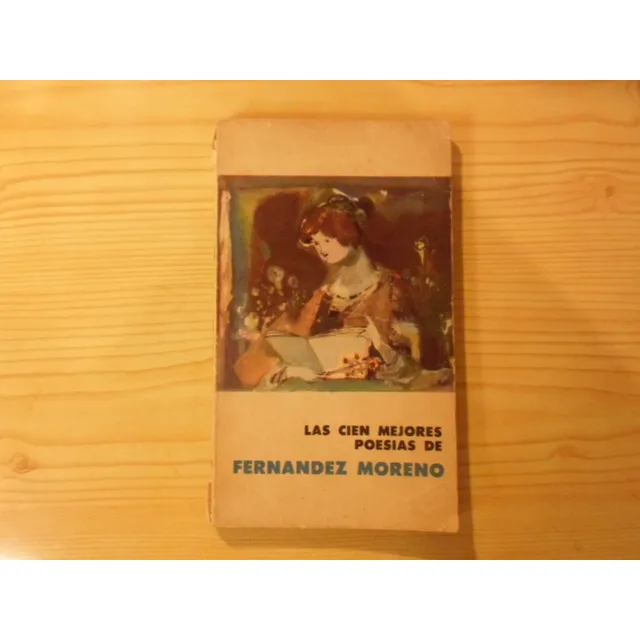 LAS CIEN MEJORES
POESIAS DE
FERNANDEZ MORENO